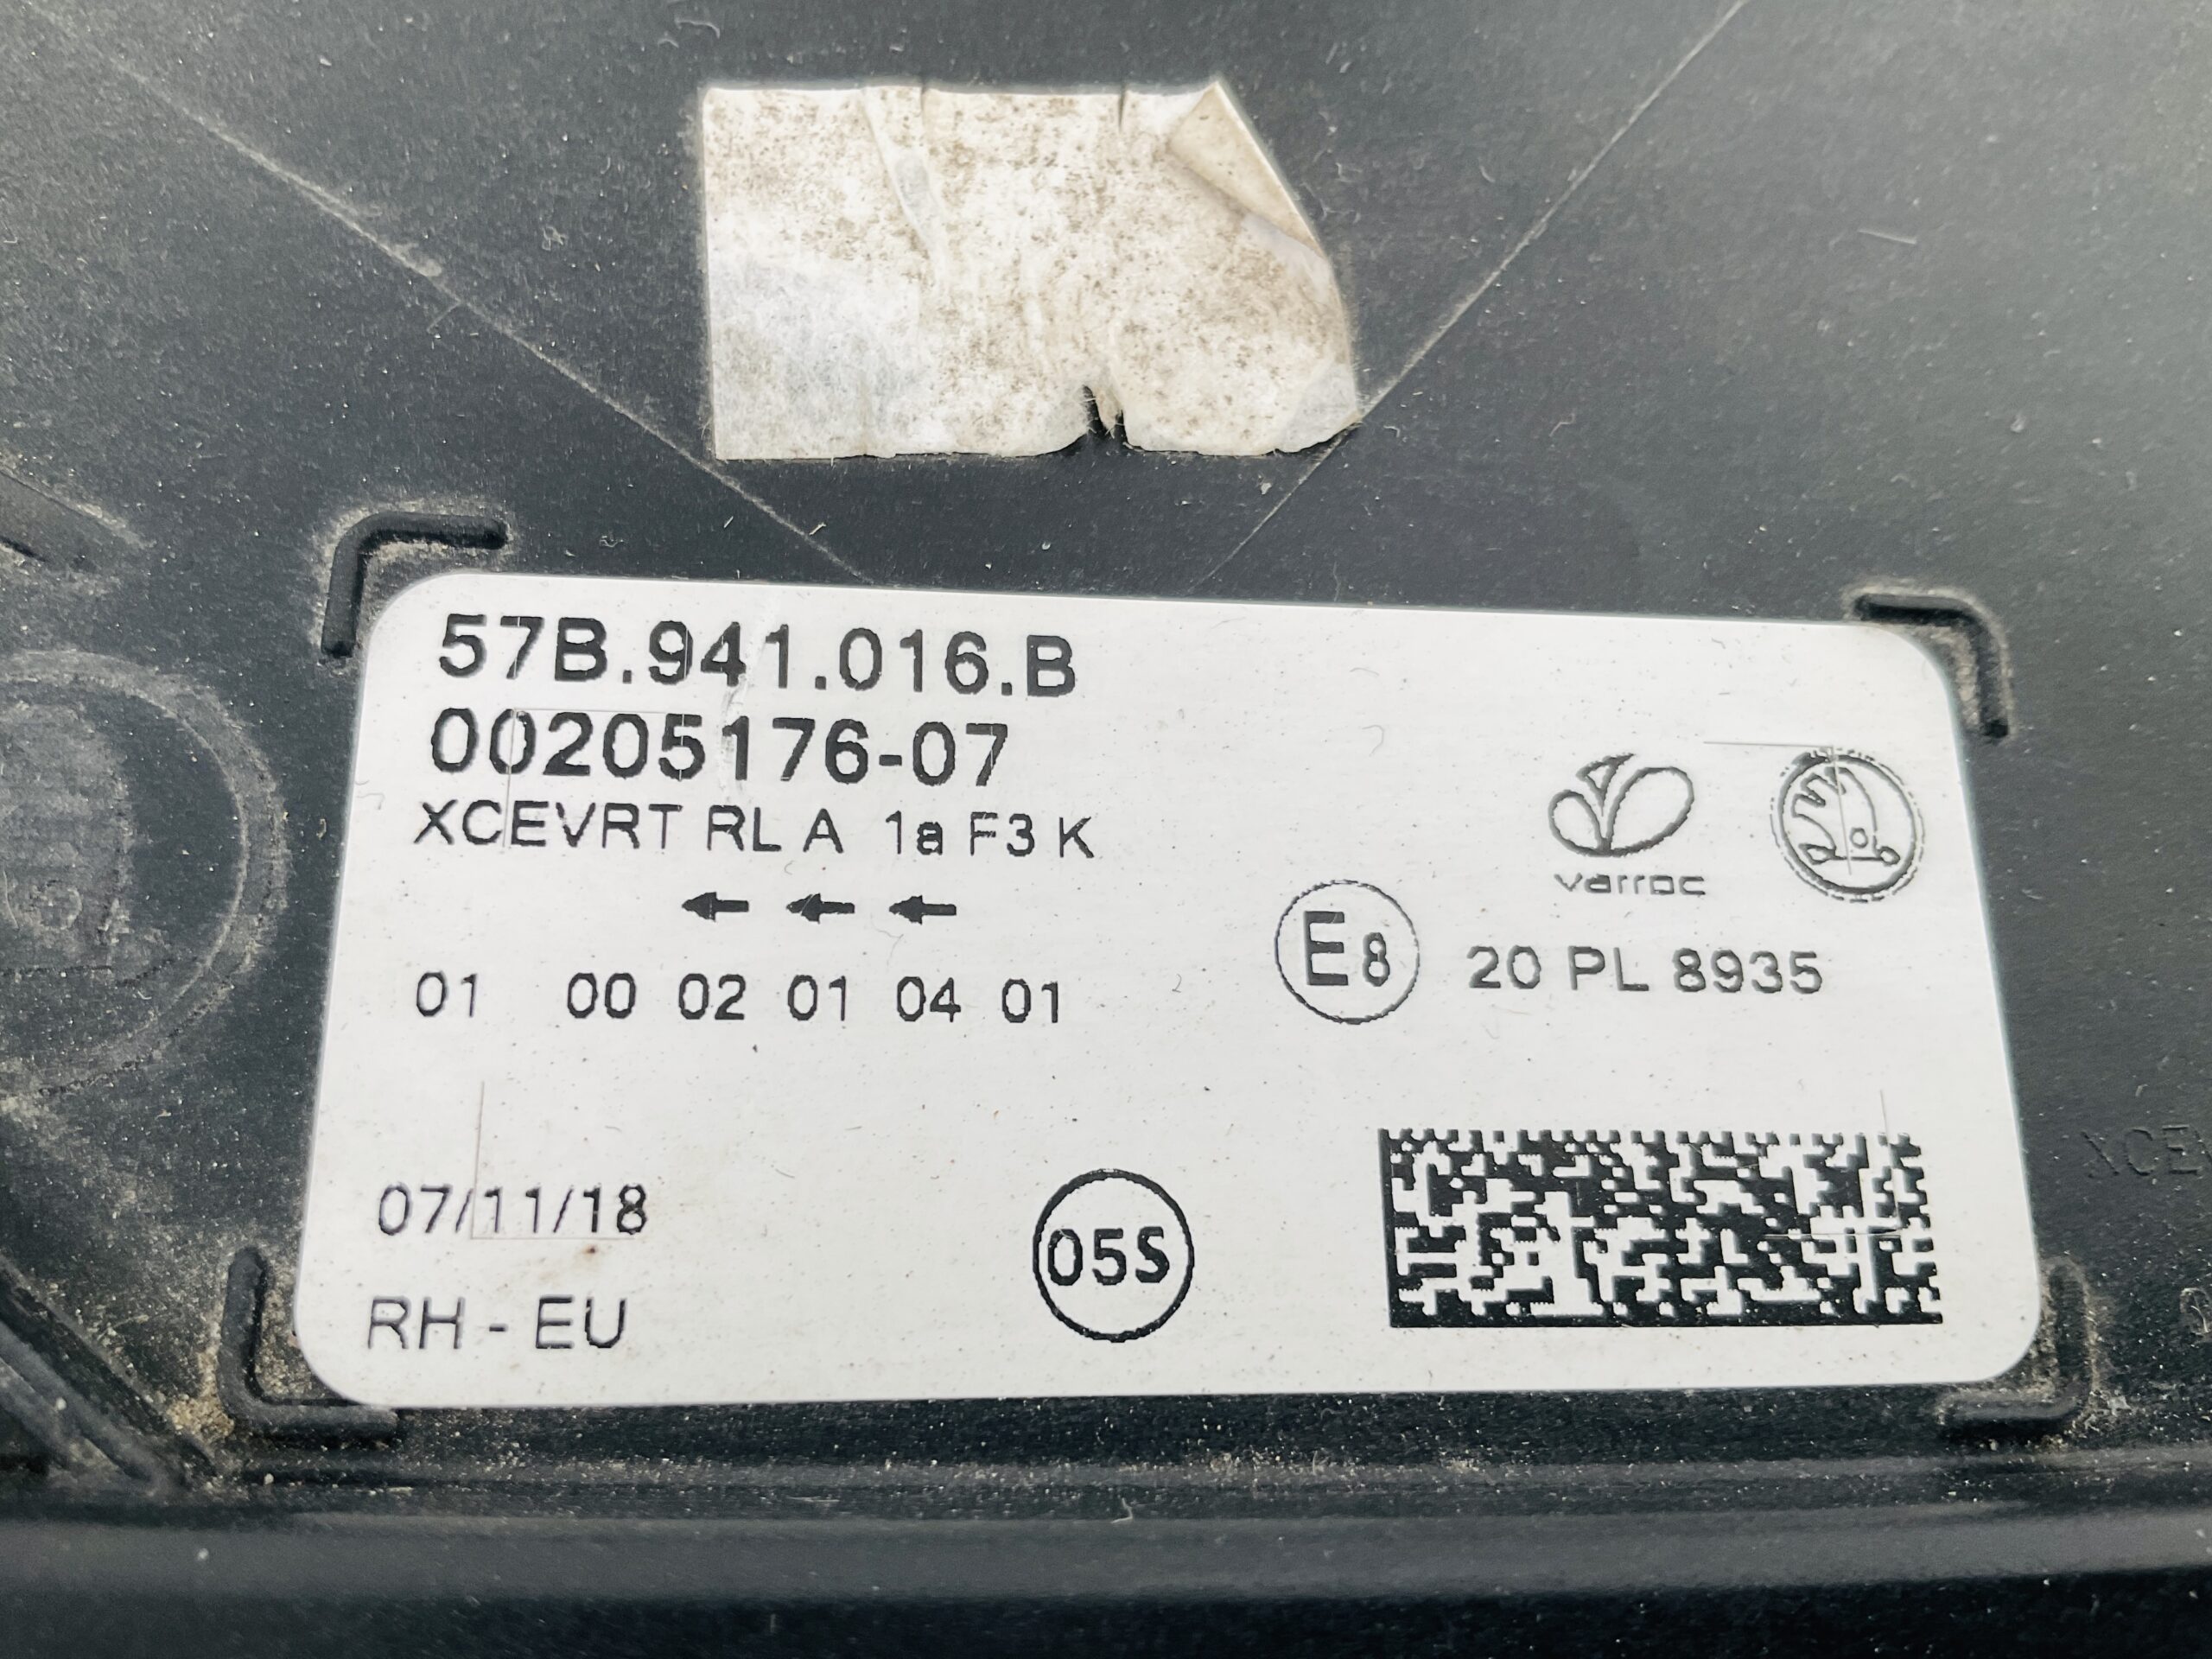 57B.941.016.B
00205176-07
XCEVRT RL A 1a F3 K
varroc
E8 20 PL 8935
01 00 02 01 04 01
07/11/18
05S
RH - EU